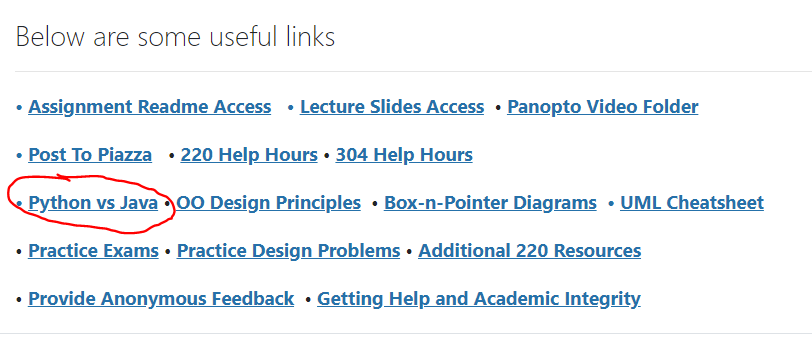 Below are some useful links
• Assignment Readme Access • Lecture Slides Access • Panopto Video Folder
• Post To Piazza • 220 Help Hours • 304 Help Hours
• Python vs Java • OO Design Principles • Box-n-Pointer Diagrams • UML Cheatsheet
• Practice Exams • Practice Design Problems • Additional 220 Resources
• Provide Anonymous Feedback • Getting Help and Academic Integrity